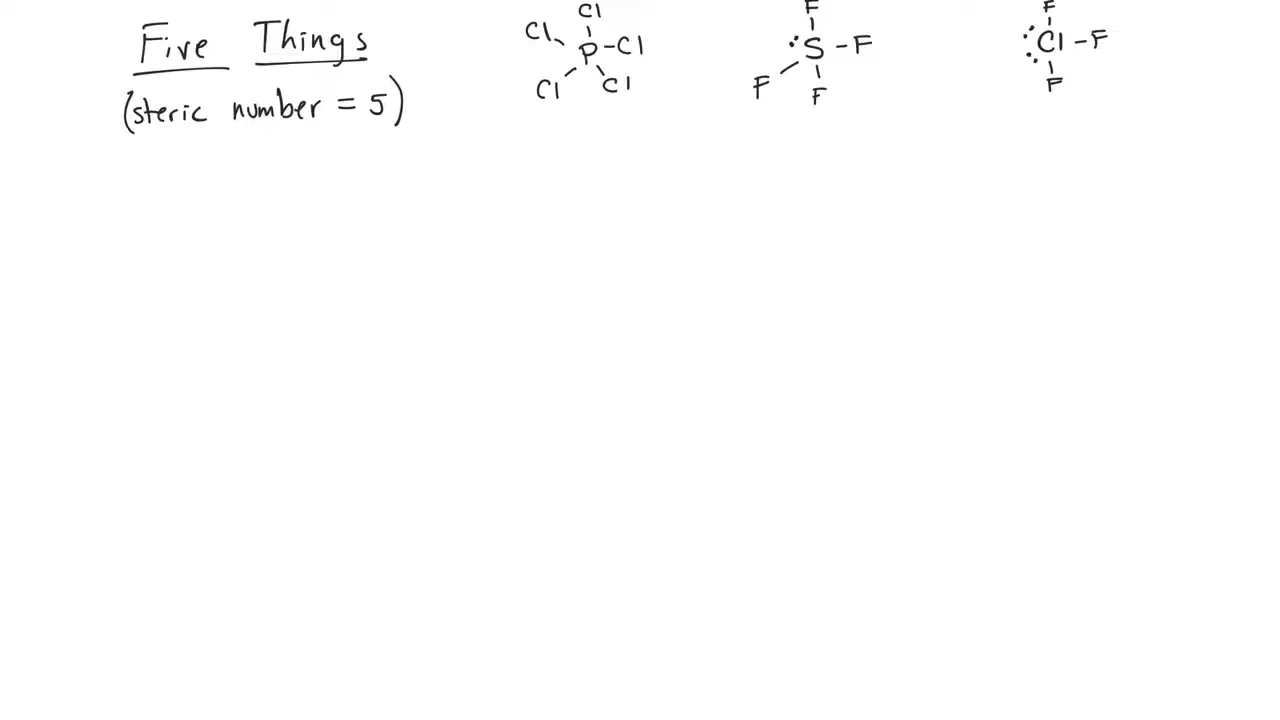 Five Things
(steric number = 5)
Cl
Cl P-Cl
Cl Cl
F
:S-F
F F
F
:Cl-F
F